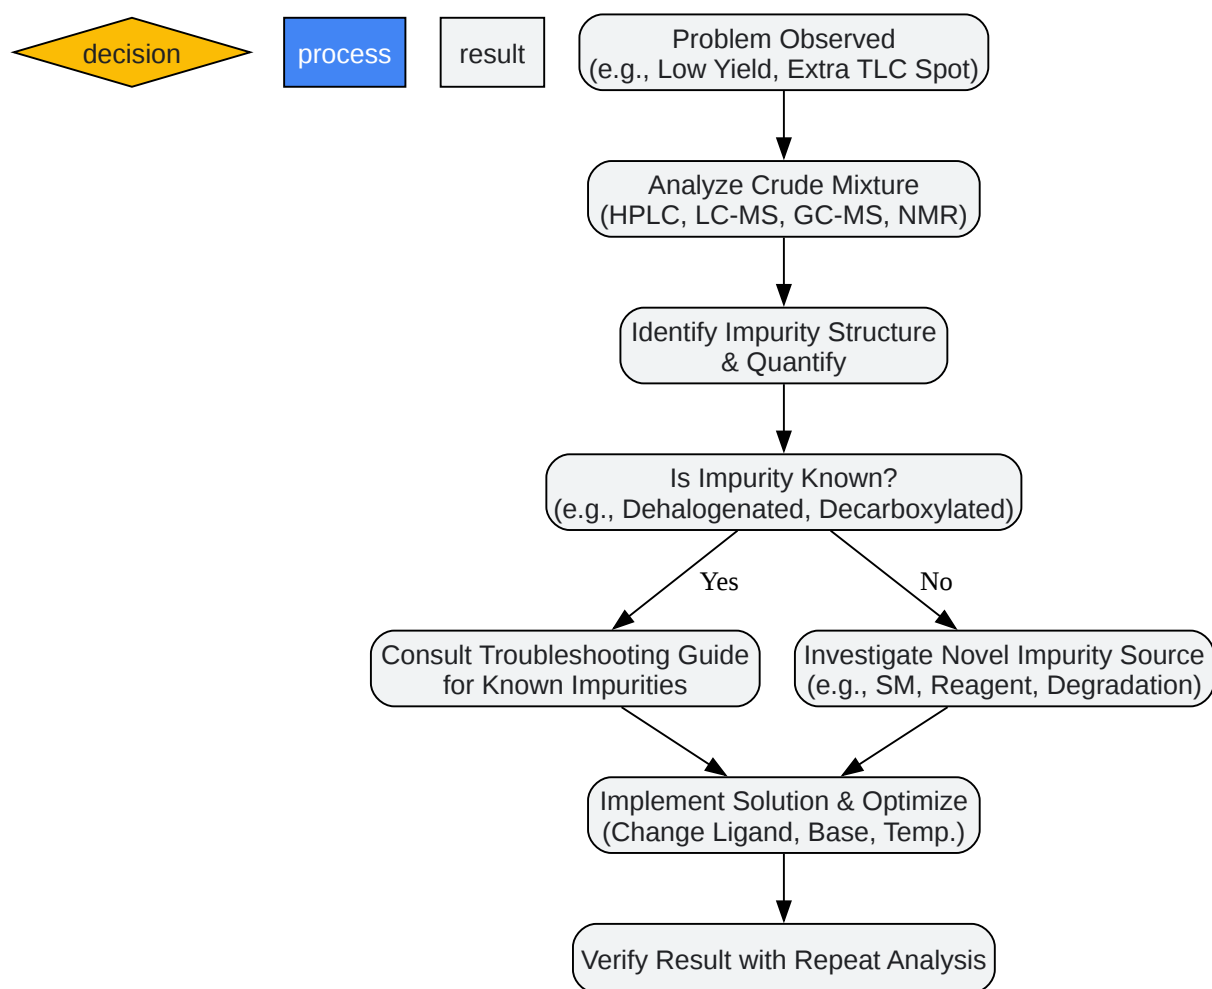 decision
process
result
Problem Observed
(e.g., Low Yield, Extra TLC Spot)
Analyze Crude Mixture
(HPLC, LC-MS, GC-MS, NMR)
Identify Impurity Structure
& Quantify
Is Impurity Known?
(e.g., Dehalogenated, Decarboxylated)
Yes
No
Consult Troubleshooting Guide
for Known Impurities
Investigate Novel Impurity Source
(e.g., SM, Reagent, Degradation)
Implement Solution & Optimize
(Change Ligand, Base, Temp.)
Verify Result with Repeat Analysis